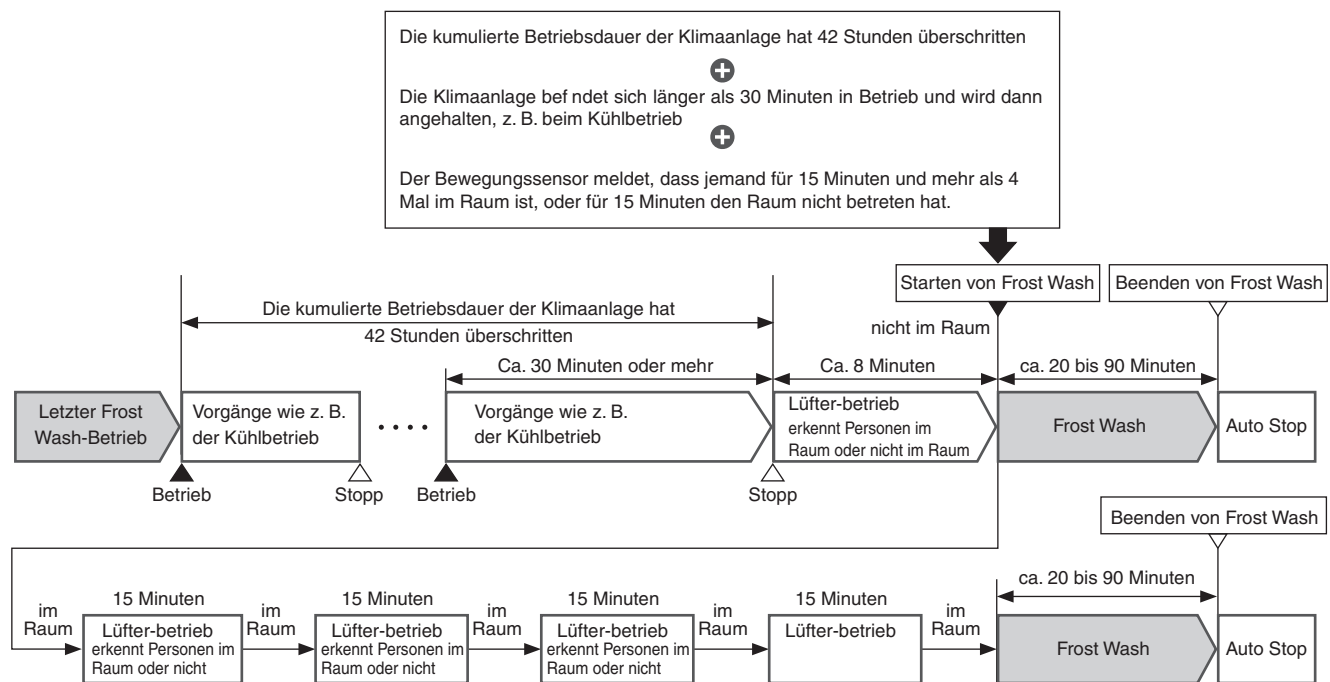 Die kumulierte Betriebsdauer der Klimaanlage hat 42 Stunden überschritten
Die Klimaanlage bef ndet sich länger als 30 Minuten in Betrieb und wird dann
angehalten, z. B. beim Kühlbetrieb
Der Bewegungssensor meldet, dass jemand für 15 Minuten und mehr als 4
Mal im Raum ist, oder für 15 Minuten den Raum nicht betreten hat.
Starten von Frost Wash
Beenden von Frost Wash
Die kumulierte Betriebsdauer der Klimaanlage hat
42 Stunden überschritten
nicht im Raum
Ca. 30 Minuten oder mehr
Ca. 8 Minuten
ca. 20 bis 90 Minuten
Letzter Frost
Wash-Betrieb
Vorgänge wie z. B.
der Kühlbetrieb
Vorgänge wie z. B.
der Kühlbetrieb
Lüfter-betrieb
erkennt Personen im
Raum oder nicht im Raum
Frost Wash
Auto Stop
Betrieb
Stopp
Betrieb
Stopp
Beenden von Frost Wash
ca. 20 bis 90 Minuten
im
Raum
15 Minuten
Lüfter-betrieb
erkennt Personen im
Raum oder nicht
im
Raum
15 Minuten
Lüfter-betrieb
erkennt Personen im
Raum oder nicht
im
Raum
15 Minuten
Lüfter-betrieb
erkennt Personen im
Raum oder nicht
im
Raum
15 Minuten
Lüfter-betrieb
im
Raum
Frost Wash
Auto Stop